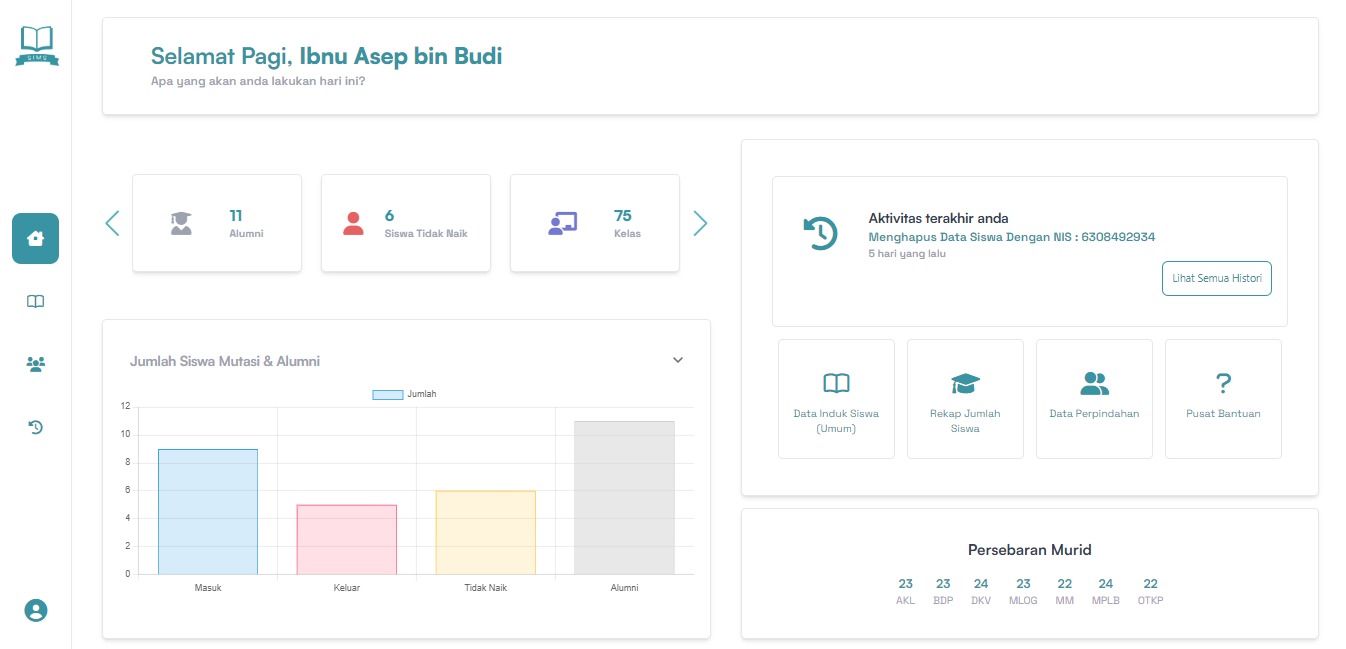 SIMS
Selamat Pagi, Ibnu Asep bin Budi
Apa yang akan anda lakukan hari ini?
11
Alumni
6
Siswa Tidak Naik
75
Kelas
Jumlah Siswa Mutasi & Alumni
Jumlah
12
10
8
6
4
2
0
Masuk
Keluar
Tidak Naik
Alumni
Aktivitas terakhir anda
Menghapus Data Siswa Dengan NIS : 6308492934
5 hari yang lalu
Lihat Semua Histori
Data Induk Siswa
(Umum)
Rekap Jumlah
Siswa
Data Perpindahan
?
Pusat Bantuan
Persebaran Murid
23 23 24 23 22 24 22
AKL BDP DKV MLOG MM MPLB OTKP